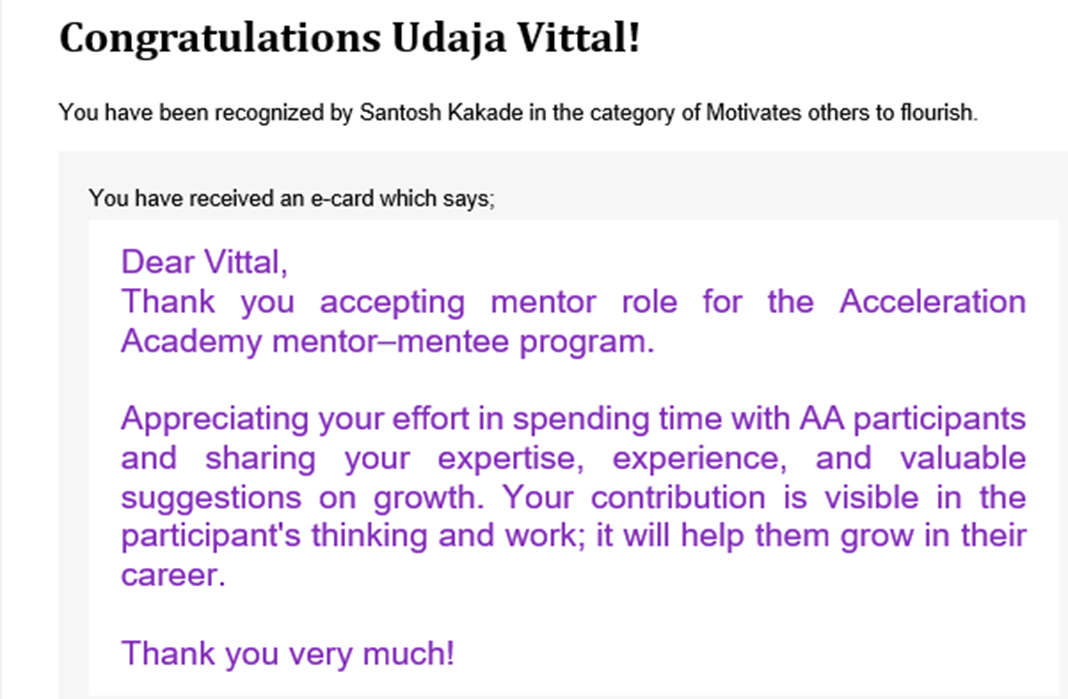 Congratulations Udaja Vittal!
You have been recognized by Santosh Kakade in the category of Motivates others to flourish.
You have received an e-card which says;
Dear Vittal,
Thank you accepting mentor role for the Acceleration
Academy mentor–mentee program.
Appreciating your effort in spending time with AA participants
and sharing your expertise, experience, and valuable
suggestions on growth. Your contribution is visible in the
participant's thinking and work; it will help them grow in their
career.
Thank you very much!